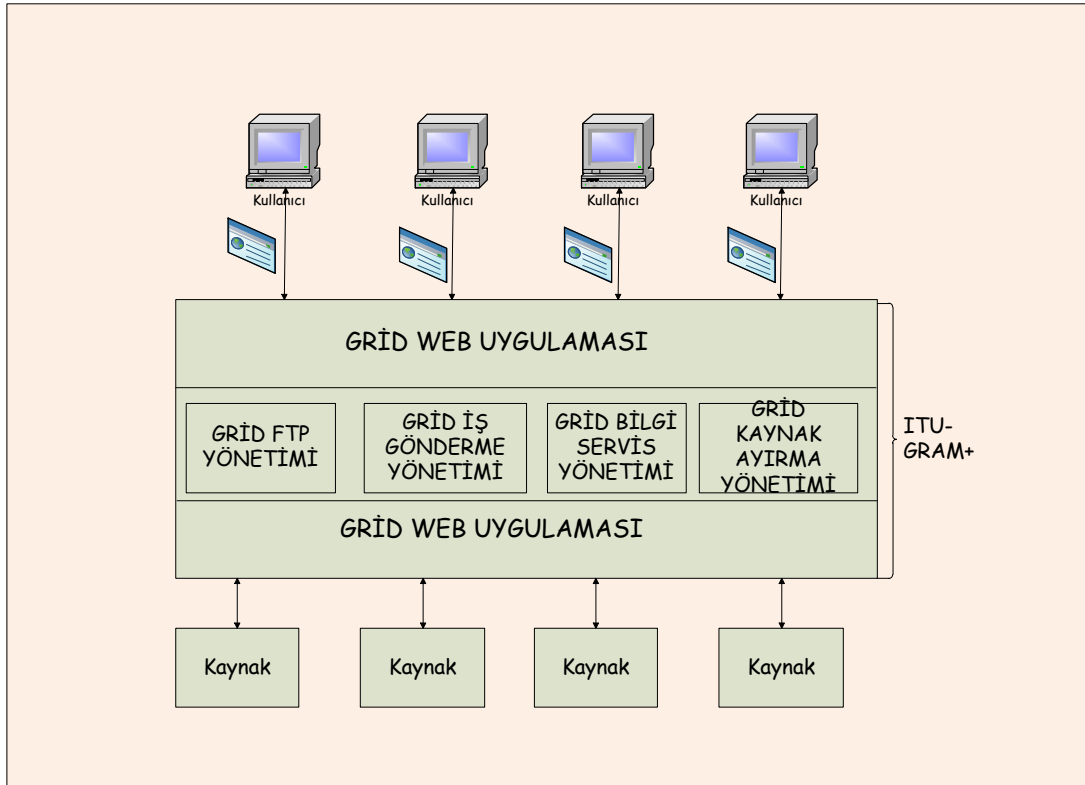 Kullanıcı
Kullanıcı
Kullanıcı
Kullanıcı
GRİD WEB UYGULAMASI
GRİD FTP
YÖNETİMİ
GRİD İŞ
GÖNDERME
YÖNETİMİ
GRİD BİLGİ
SERVİS
YÖNETİMİ
GRİD
KAYNAK
AYIRMA
YÖNETİMİ
ITU-
GRAM+
GRİD WEB UYGULAMASI
Kaynak
Kaynak
Kaynak
Kaynak